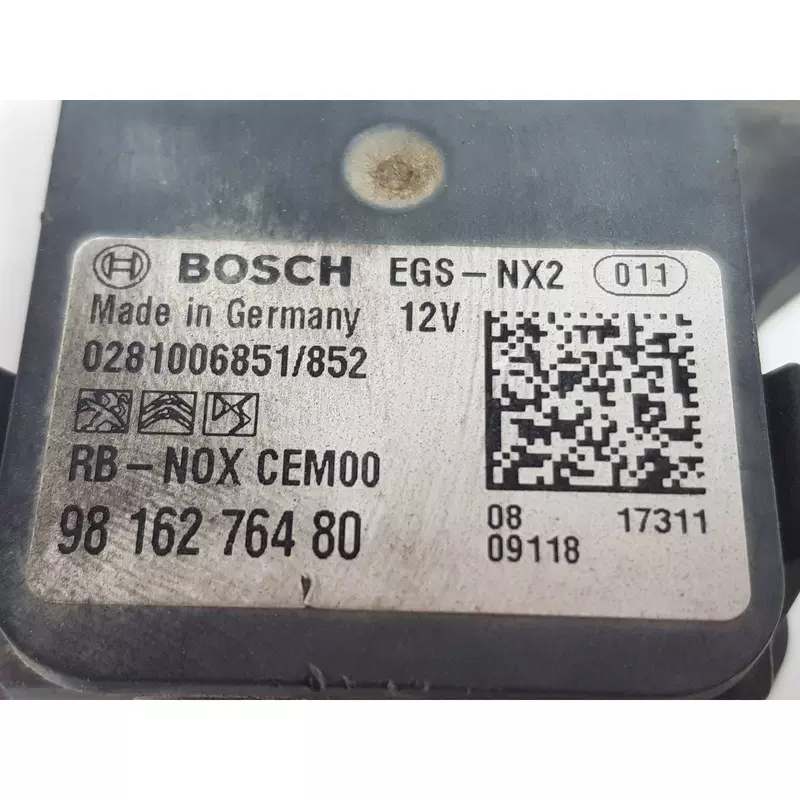 BOSCH EGS-NX2 011
Made in Germany 12V
0281006851/852
DS
RB-NOX CEM00
98 162 764 80
08 17311
09118